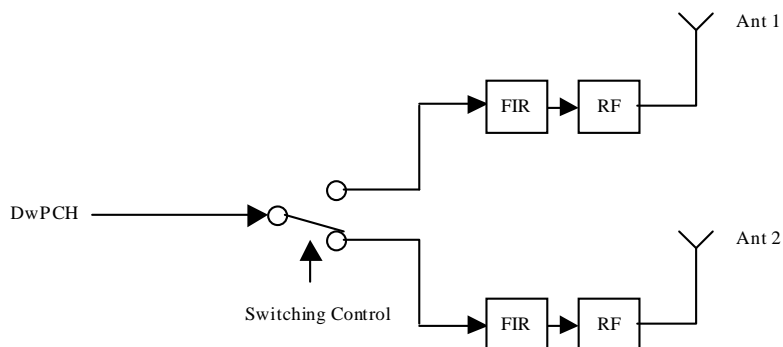 Ant 1
FIR
RF
DwPCH
Ant 2
Switching Control
FIR
RF